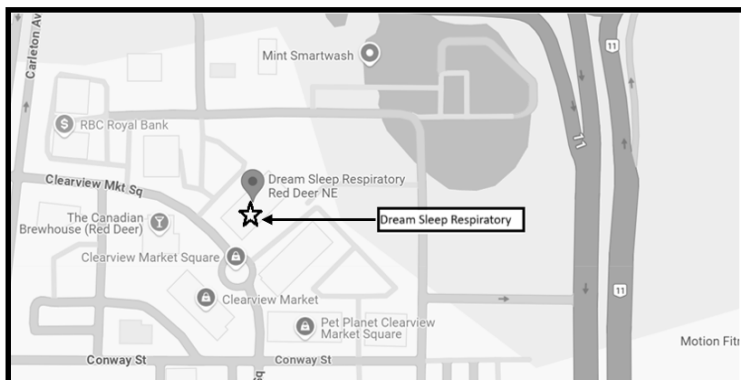 Carleton Av
Mint Smartwash
11
11
RBC Royal Bank
Dream Sleep Respiratory
Red Deer NE
Clearview Mkt Sq
Dream Sleep Respiratory
The Canadian
Brewhouse (Red Deer)
Clearview Market Square
11
Clearview Market
Pet Planet Clearview
Market Square
Motion Fitn
Conway St
Conway St
Sq